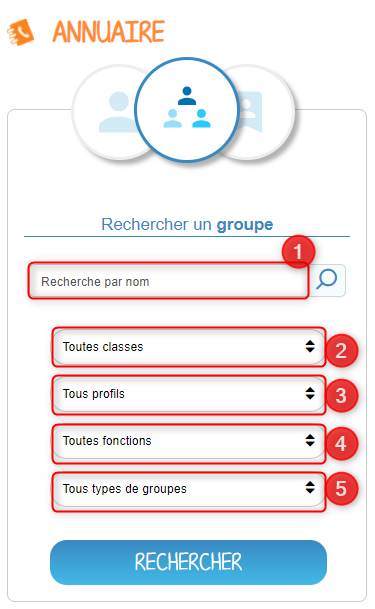 ANNUAIRE
Rechercher un groupe
1
Recherche par nom
Toutes classes
2
Tous profils
3
Toutes fonctions
4
Tous types de groupes
5
RECHERCHER